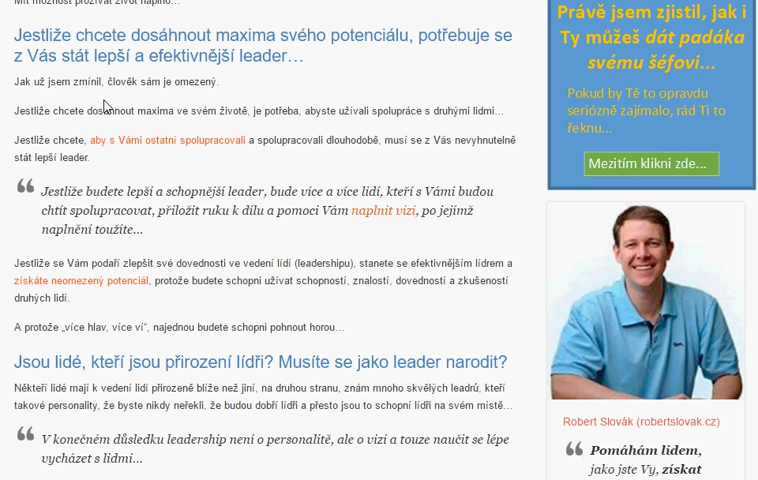 Mít možnost prožívat život naplno...
Jestliže chcete dosáhnout maxima svého potenciálu, potřebuje se
z Vás stát lepší a efektivnější leader…
Jak už jsem zmínil, člověk sám je omezený.
Jestliže chcete dosáhnout maxima ve svém životě, je potřeba, abyste užívali spolupráce s druhými lidmi…
Jestliže chcete, aby s Vámi ostatní spolupracovali a spolupracovali dlouhodobě, musí se z Vás nevyhnutelně
stát lepší leader.
Jestliže budete lepší a schopnější leader, bude více a více lidí, kteří s Vámi budou
chtít spolupracovat, přiložit ruku k dílu a pomoci Vám naplnit vizi, po jejímž
naplnění toužíte...
Jestliže se Vám podaří zlepšit své dovednosti ve vedení lídí (leadershipu), stanete se efektivnějším lídrem a
získáte neomezený potenciál, protože budete schopni užívat schopností, znalostí, dovedností a zkušeností
druhých lidí.
A protože „více hlav, více ví“, najednou budete schopni pohnout horou…
Jsou lidé, kteří jsou přirození lídři? Musíte se jako leader narodit?
Někteří lidé mají k vedení lidí přirozeně blíže než jiní, na druhou stranu, znám mnoho skvělých leadrů, kteří
takové personality, že byste nikdy neřekli, že budou dobří lídři a přesto jsou to schopní lídři na svém místě…
V konečném důsledku leadership není o personalitě, ale o vizi a touze naučit se lépe
vycházet s lidmi...
Právě jsem zjistil, jak i
Ty můžeš dát padáka
svému šéfovi...
Pokud by Tě to opravdu
seriózně zajímalo, rád Ti to
řeknu...
Mezitím klikni zde...
Robert Slovák (robertslovak.cz)
Pomáhám lidem,
jako jste Vy, získat